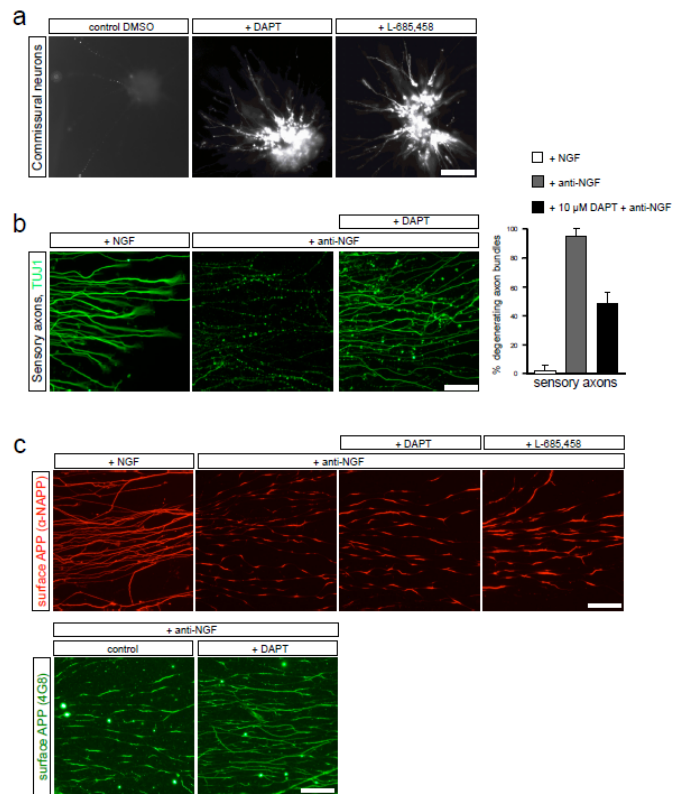 a
control DMSO
+ DAPT
+ L-685,458
Commissural neurons
+ NGF
+ anti-NGF
+ 10 µM DAPT + anti-NGF
b
+ DAPT
+ NGF
+ anti-NGF
Sensory axons, TUJ1
% degenerating axon bundles
100
80
60
40
20
0
sensory axons
c
+ DAPT
+ L-685,458
+ NGF
+ anti-NGF
surface APP (α-NAPP)
+ anti-NGF
control
+ DAPT
surface APP (4G8)